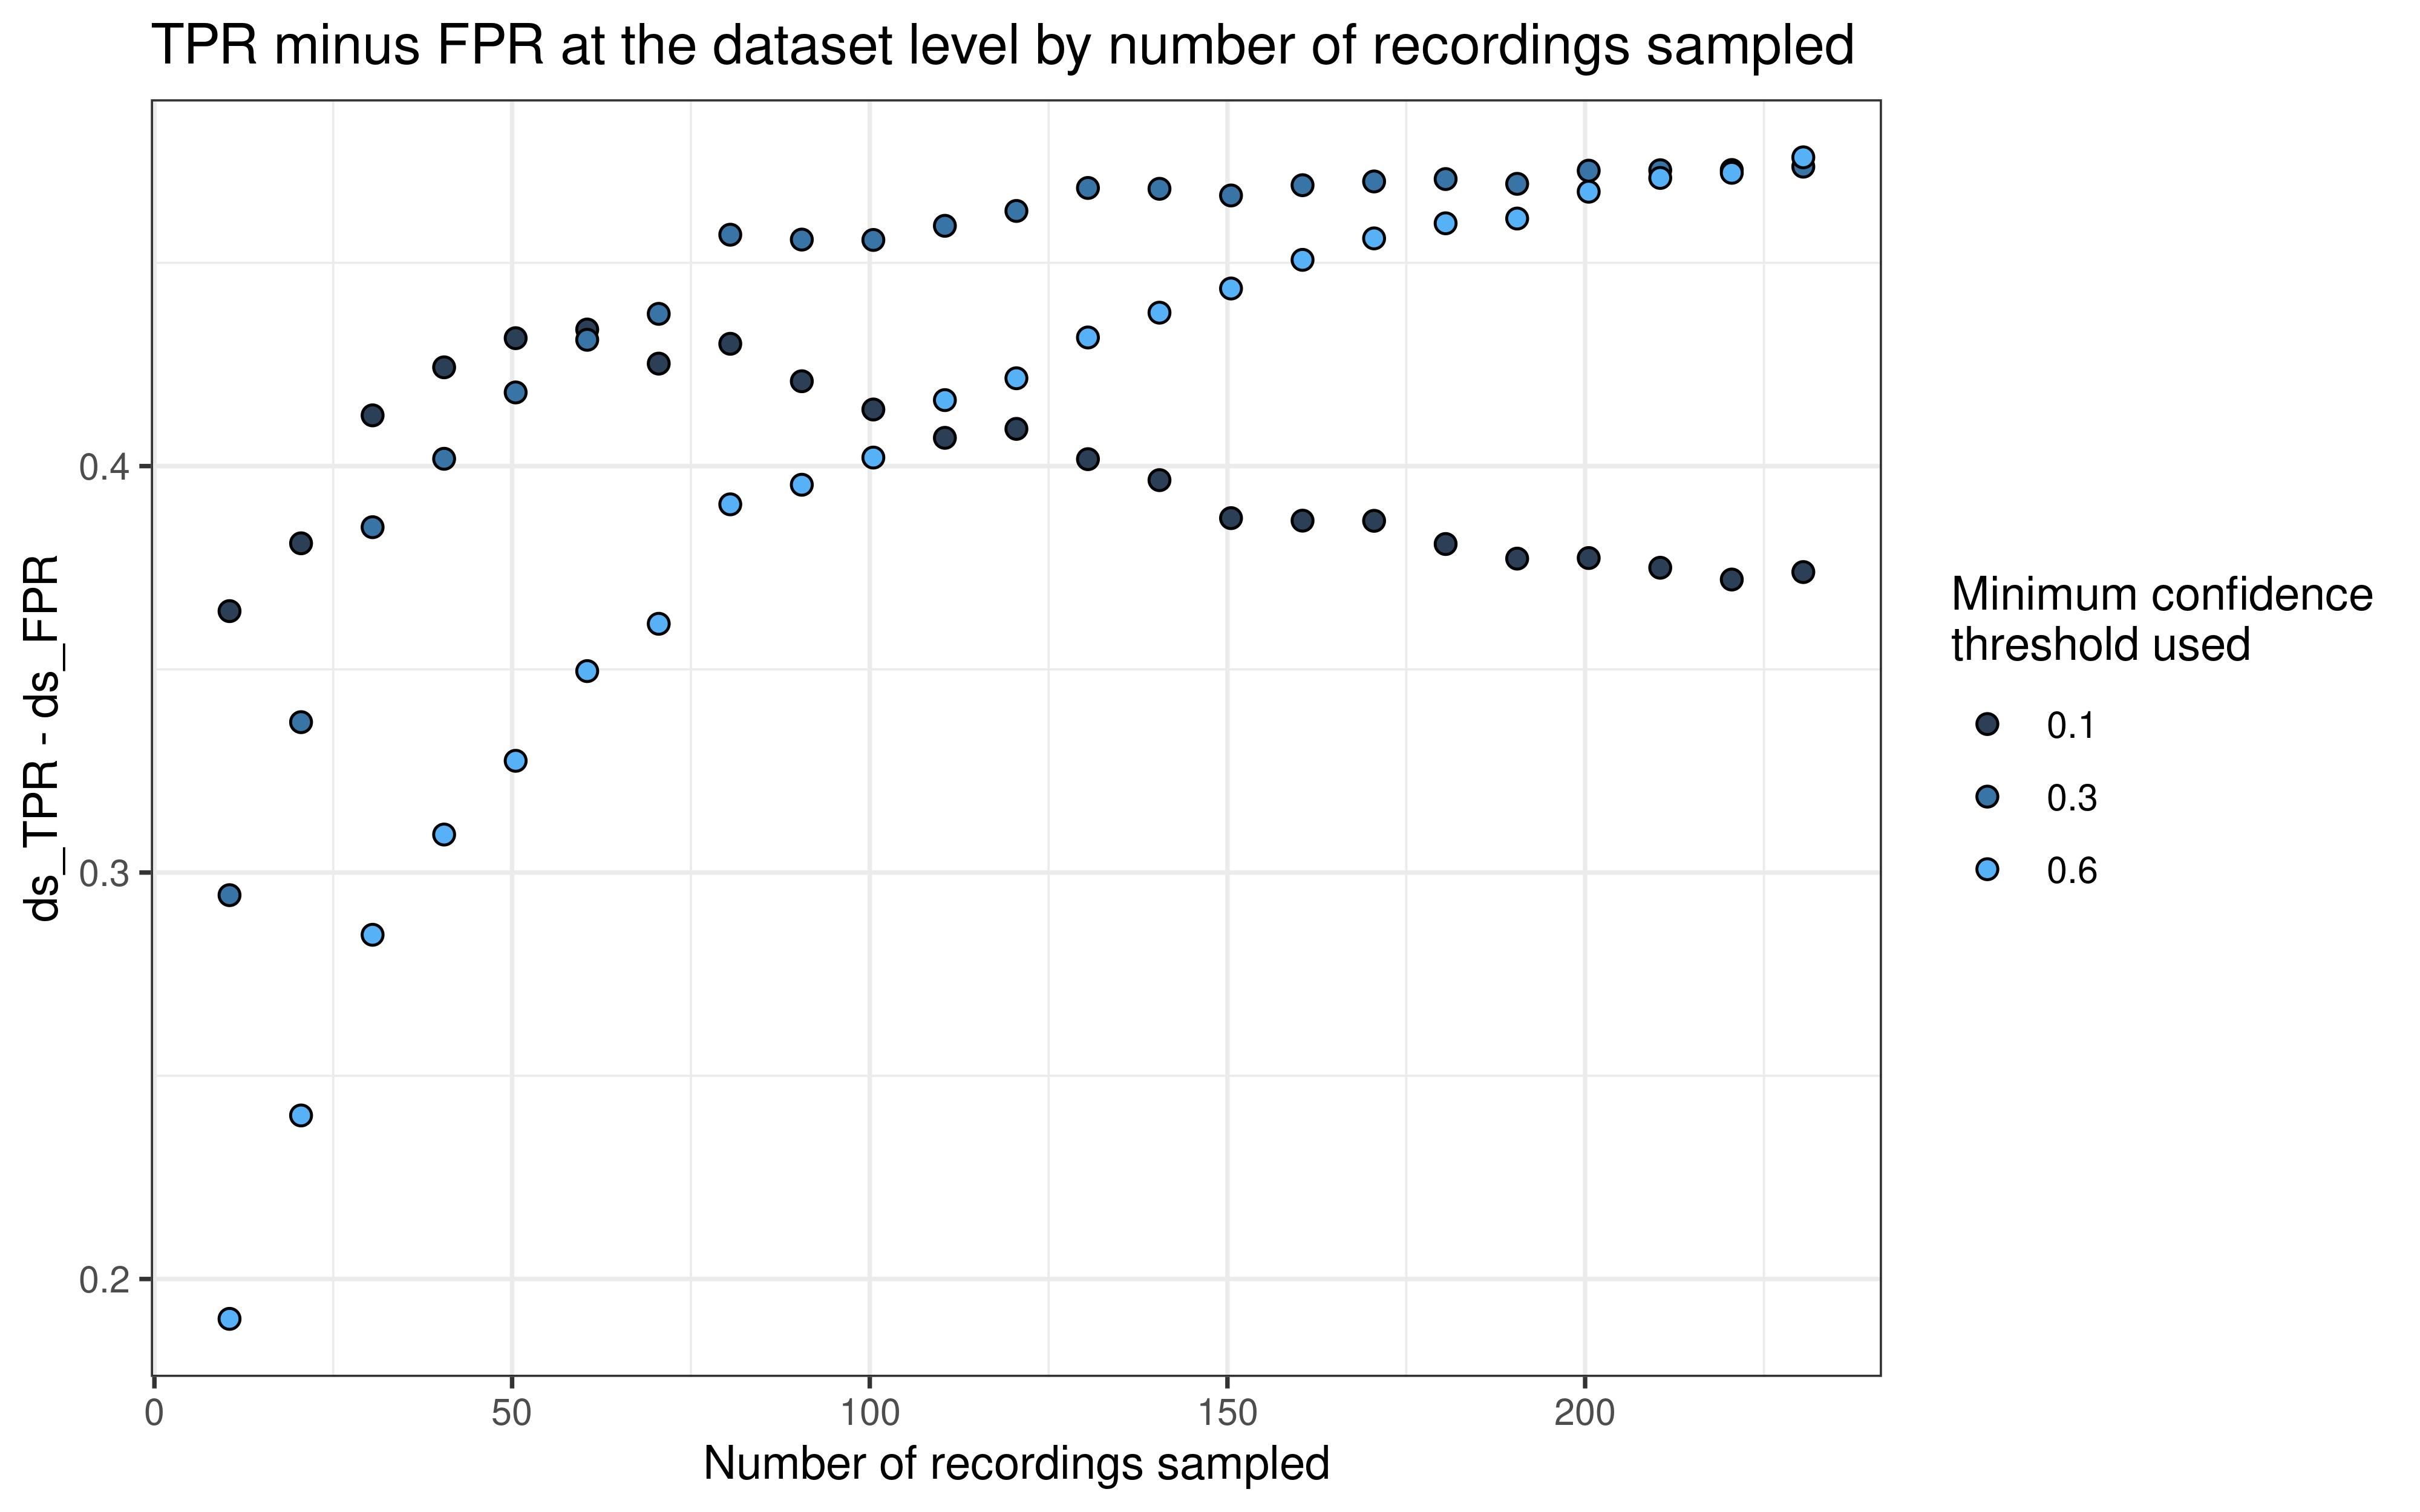 TPR minus FPR at the dataset level by number of recordings sampled
ds_TPR - ds_FPR
0.4
0.3
0.2
0
50
100
150
200
Number of recordings sampled
Minimum confidence
threshold used
0.1
0.3
0.6